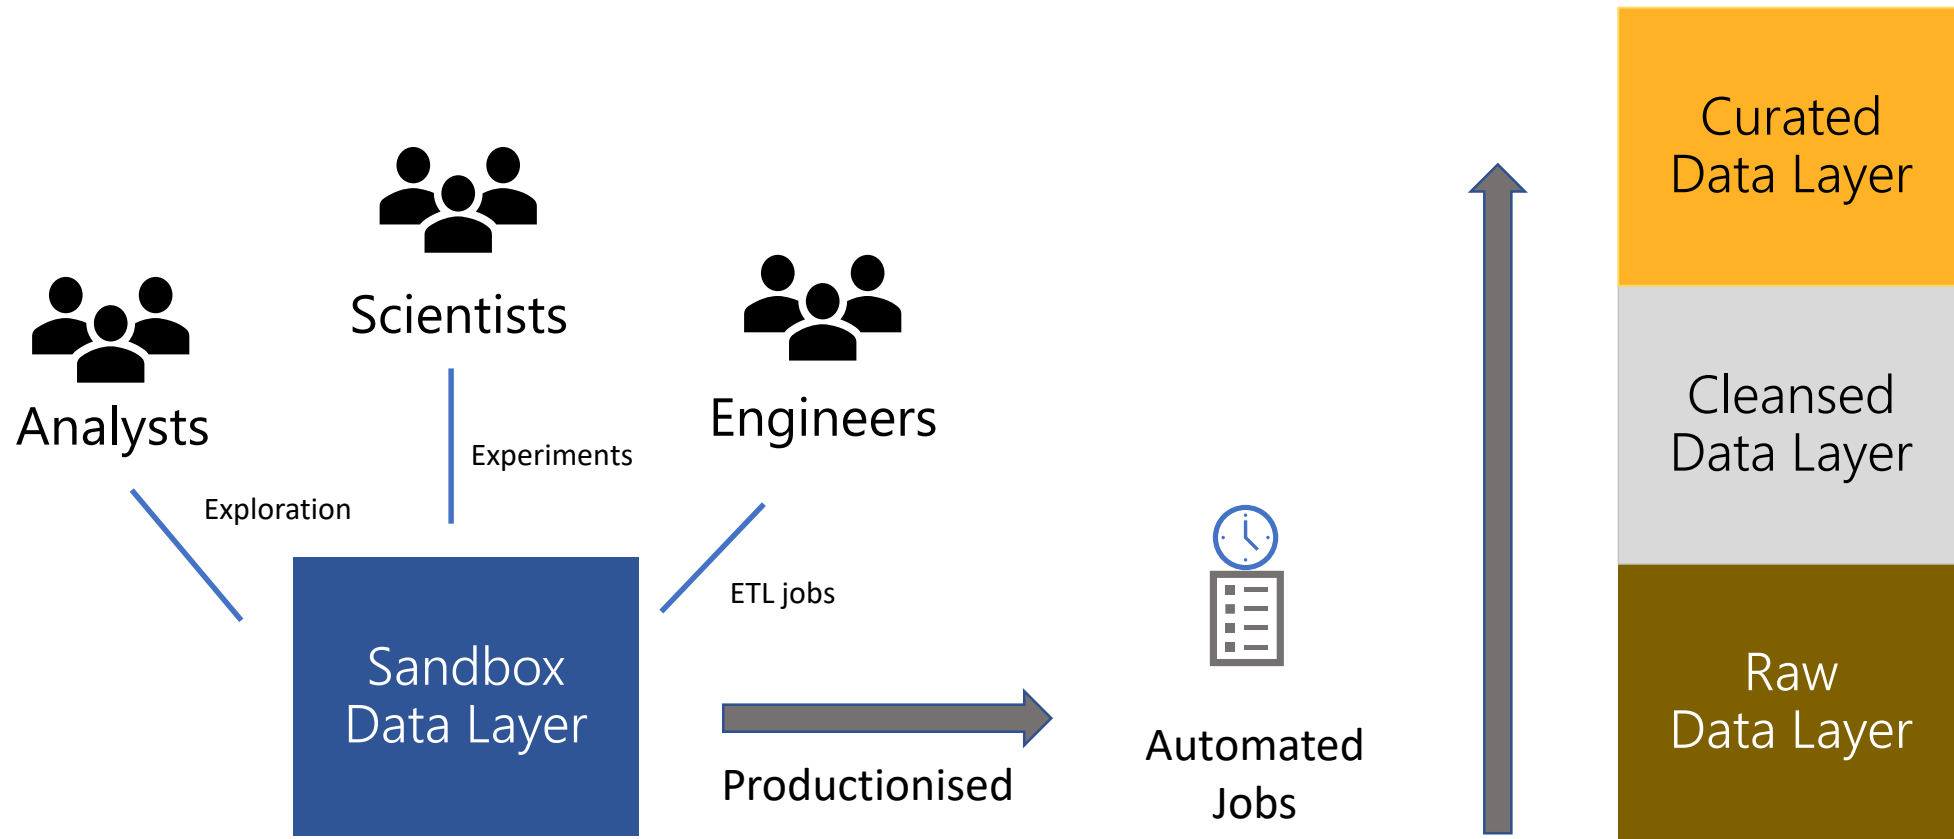 Analysts
Exploration
Scientists
Experiments
Engineers
ETL jobs
Sandbox
Data Layer
Productionised
Automated
Jobs
Curated
Data Layer
Cleansed
Data Layer
Raw
Data Layer